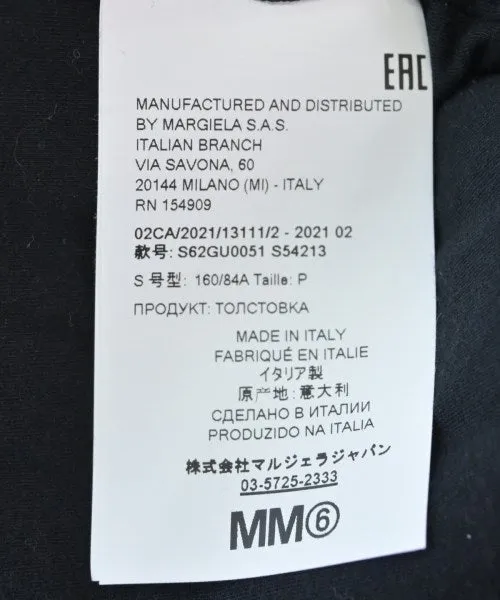 EAC
MANUFACTURED AND DISTRIBUTED
BY MARGIELA S.A.S.
ITALIAN BRANCH
VIA SAVONA, 60
20144 MILANO (MI) - ITALY
RN 154909
02CA/2021/13111/2 - 2021 02
款号: S62GU0051 S54213
S 号型: 160/84A Taille: P
ПРОДУКТ: ТОЛСТОВКА
MADE IN ITALY
FABRIQUÉ EN ITALIE
イタリア製
原产地: 意大利
СДЕЛАНО В ИТАЛИИ
PRODUZIDO NA ITALIA
株式会社マルジェラジャパン
03-5725-2333
MM⑥